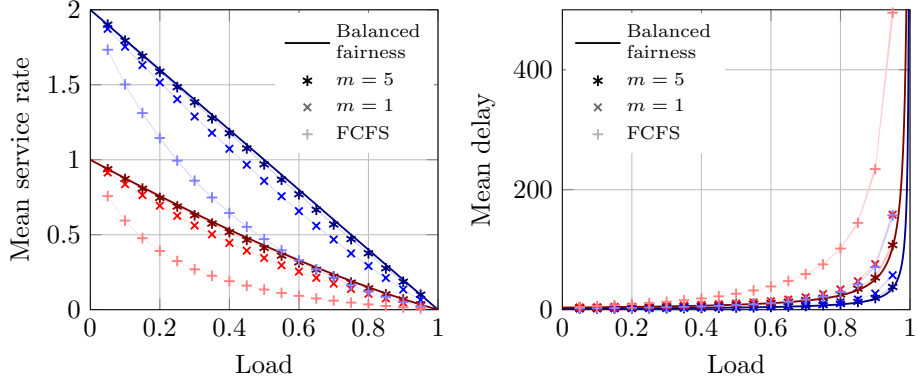 Mean service rate
2
1.5
1
0.5
0
0
0.2
0.4
0.6
0.8
1
Load
Balanced
fairness
m = 5
m = 1
FCFS
Mean delay
400
200
0
0
0.2
0.4
0.6
0.8
1
Load
Balanced
fairness
m = 5
m = 1
FCFS